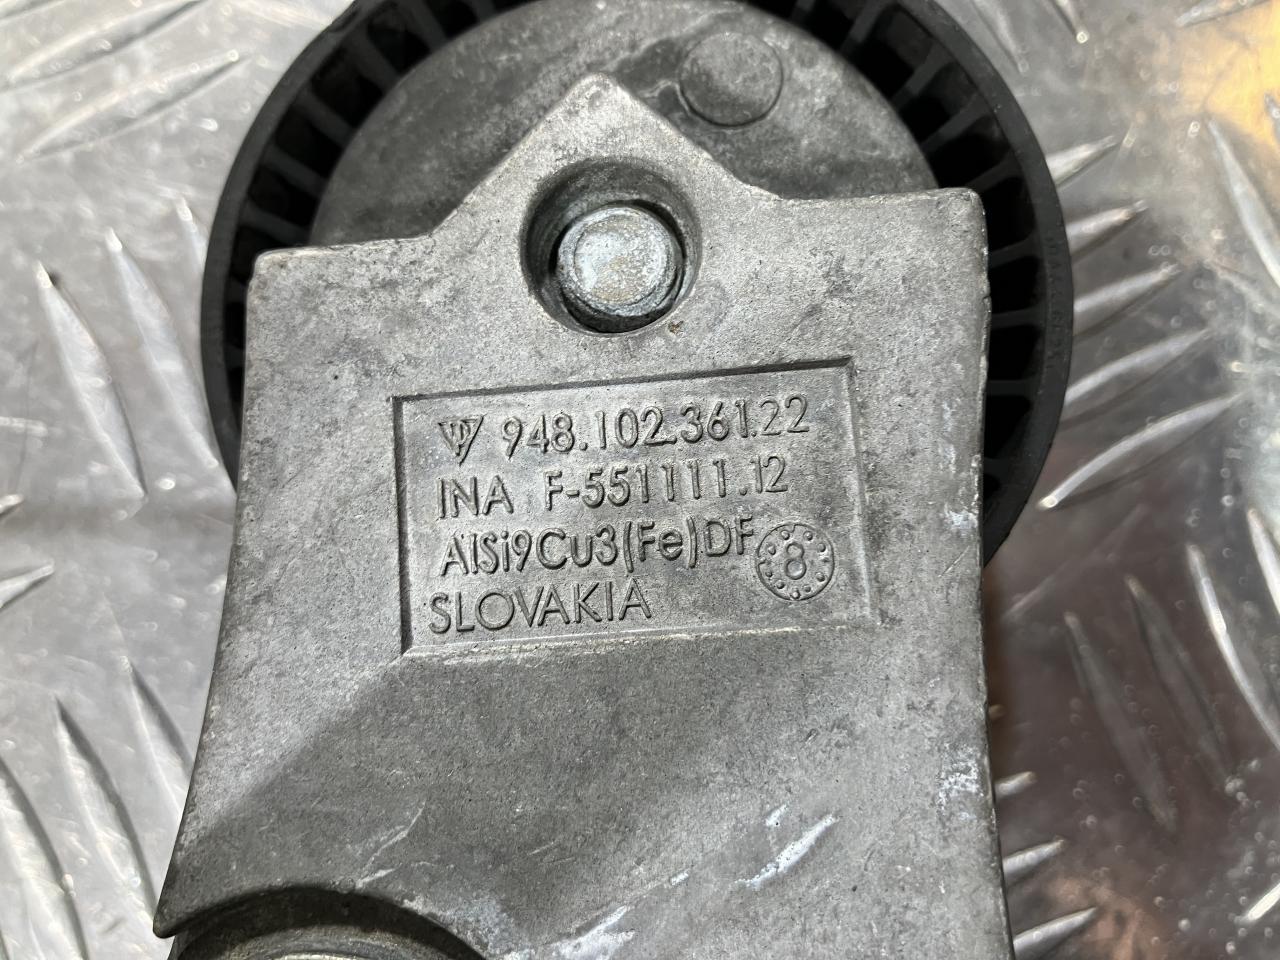 948.102.361.22
INA F-551111.12
AlSi9Cu3(Fe)DF 8
SLOVAKIA